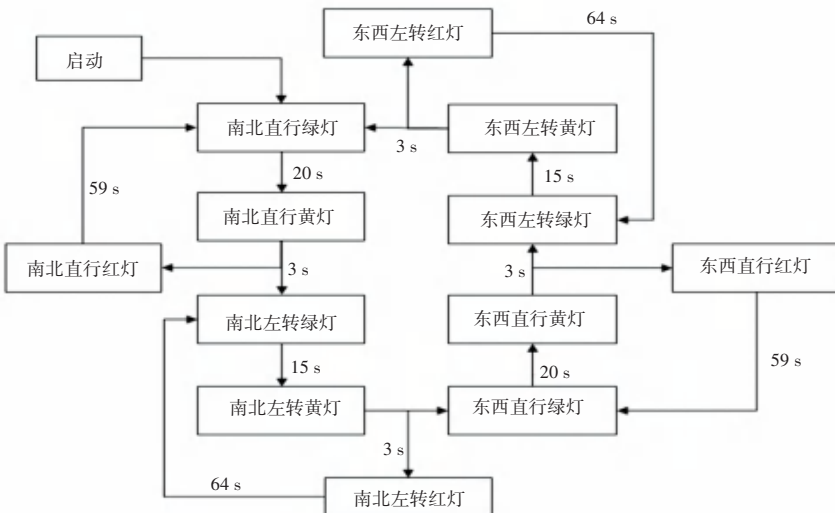 东西左转红灯
64 s
启动
南北直行绿灯
3 s
东西左转黄灯
20 s
15 s
59 s
南北直行黄灯
东西左转绿灯
南北直行红灯
3 s
3 s
东西直行红灯
南北左转绿灯
东西直行黄灯
15 s
20 s
59 s
南北左转黄灯
东西直行绿灯
3 s
64 s
南北左转红灯